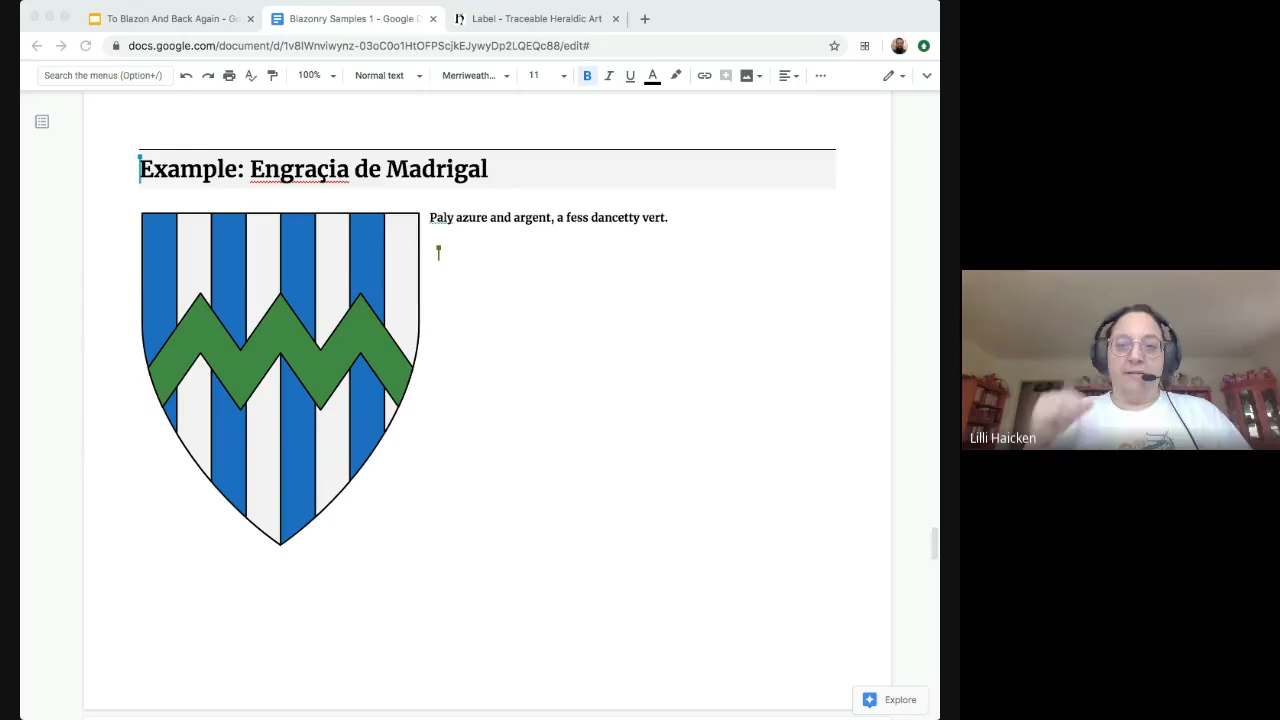 To Blazon And Back Again - Go
Blazonry Samples 1 - Google D
Label - Traceable Heraldic Art
docs.google.com/document/d/1v8lWnviwynz-03oC0o1HtOFPScjkEJywyDp2LQEQc88/edit#
Search the menus (Option+/)
100%
Normal text
Merriweath...
11
B
I
U
A
Example: Engraçia de Madrigal
Paly azure and argent, a fess dancetty vert.
Lilli Haicken
Explore